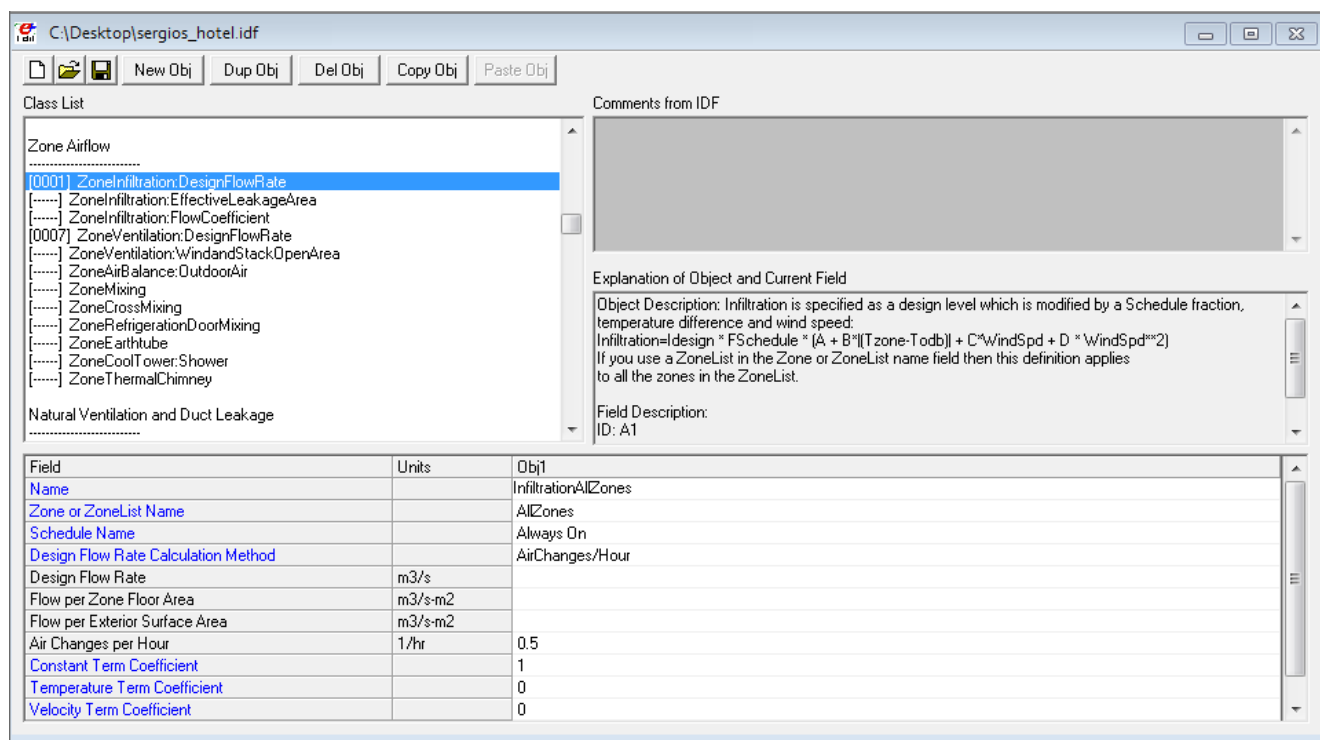 C:\Desktop\sergios_hotel.idf
New Obj Dup Obj Del Obj Copy Obj Paste Obj
Class List
Zone Airflow
---------------------------
[0001] ZoneInfiltration:DesignFlowRate
[------] ZoneInfiltration:EffectiveLeakageArea
[------] ZoneInfiltration:FlowCoefficient
[0007] ZoneVentilation:DesignFlowRate
[------] ZoneVentilation:WindandStackOpenArea
[------] ZoneAirBalance:OutdoorAir
[------] ZoneMixing
[------] ZoneCrossMixing
[------] ZoneRefrigerationDoorMixing
[------] ZoneEarthtube
[------] ZoneCoolTower:Shower
[------] ZoneThermalChimney
Natural Ventilation and Duct Leakage
---------------------------
Comments from IDF
Explanation of Object and Current Field
Object Description: Infiltration is specified as a design level which is modified by a Schedule fraction,
temperature difference and wind speed:
Infiltration=Idesign * FSchedule * (A + B*|(Tzone-Todb)| + C*WindSpd + D * WindSpd**2)
If you use a ZoneList in the Zone or ZoneList name field then this definition applies
to all the zones in the ZoneList.
Field Description:
ID: A1
Field Units Obj1
Name InfiltrationAllZones
Zone or ZoneList Name AllZones
Schedule Name Always On
Design Flow Rate Calculation Method AirChanges/Hour
Design Flow Rate m3/s
Flow per Zone Floor Area m3/s-m2
Flow per Exterior Surface Area m3/s-m2
Air Changes per Hour 1/hr 0.5
Constant Term Coefficient 1
Temperature Term Coefficient 0
Velocity Term Coefficient 0